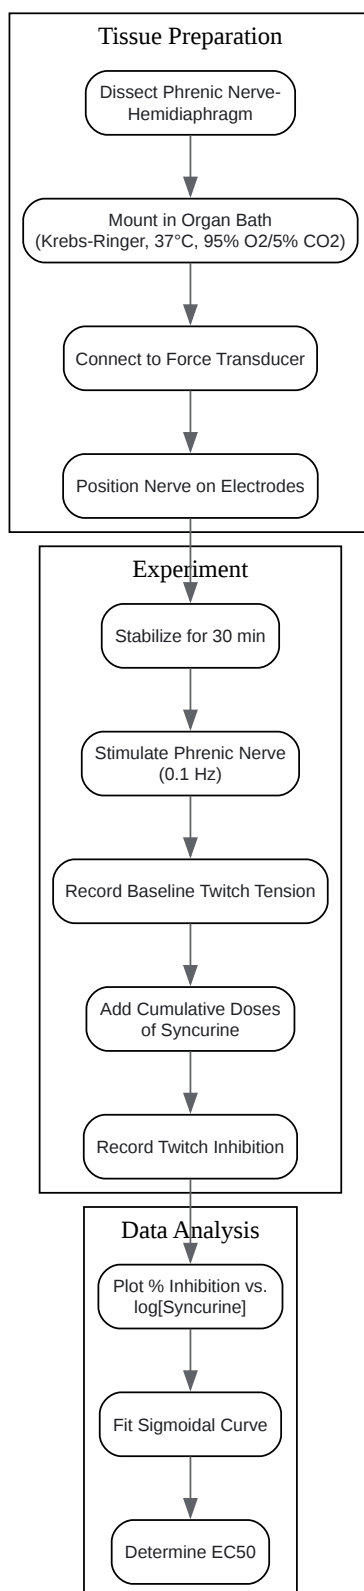 Tissue Preparation
Dissect Phrenic Nerve-
Hemidiaphragm
Mount in Organ Bath
(Krebs-Ringer, 37°C, 95% O2/5% CO2)
Connect to Force Transducer
Position Nerve on Electrodes
Experiment
Stabilize for 30 min
Stimulate Phrenic Nerve
(0.1 Hz)
Record Baseline Twitch Tension
Add Cumulative Doses
of Syncurine
Record Twitch Inhibition
Data Analysis
Plot % Inhibition vs.
log[Syncurine]
Fit Sigmoidal Curve
Determine EC50